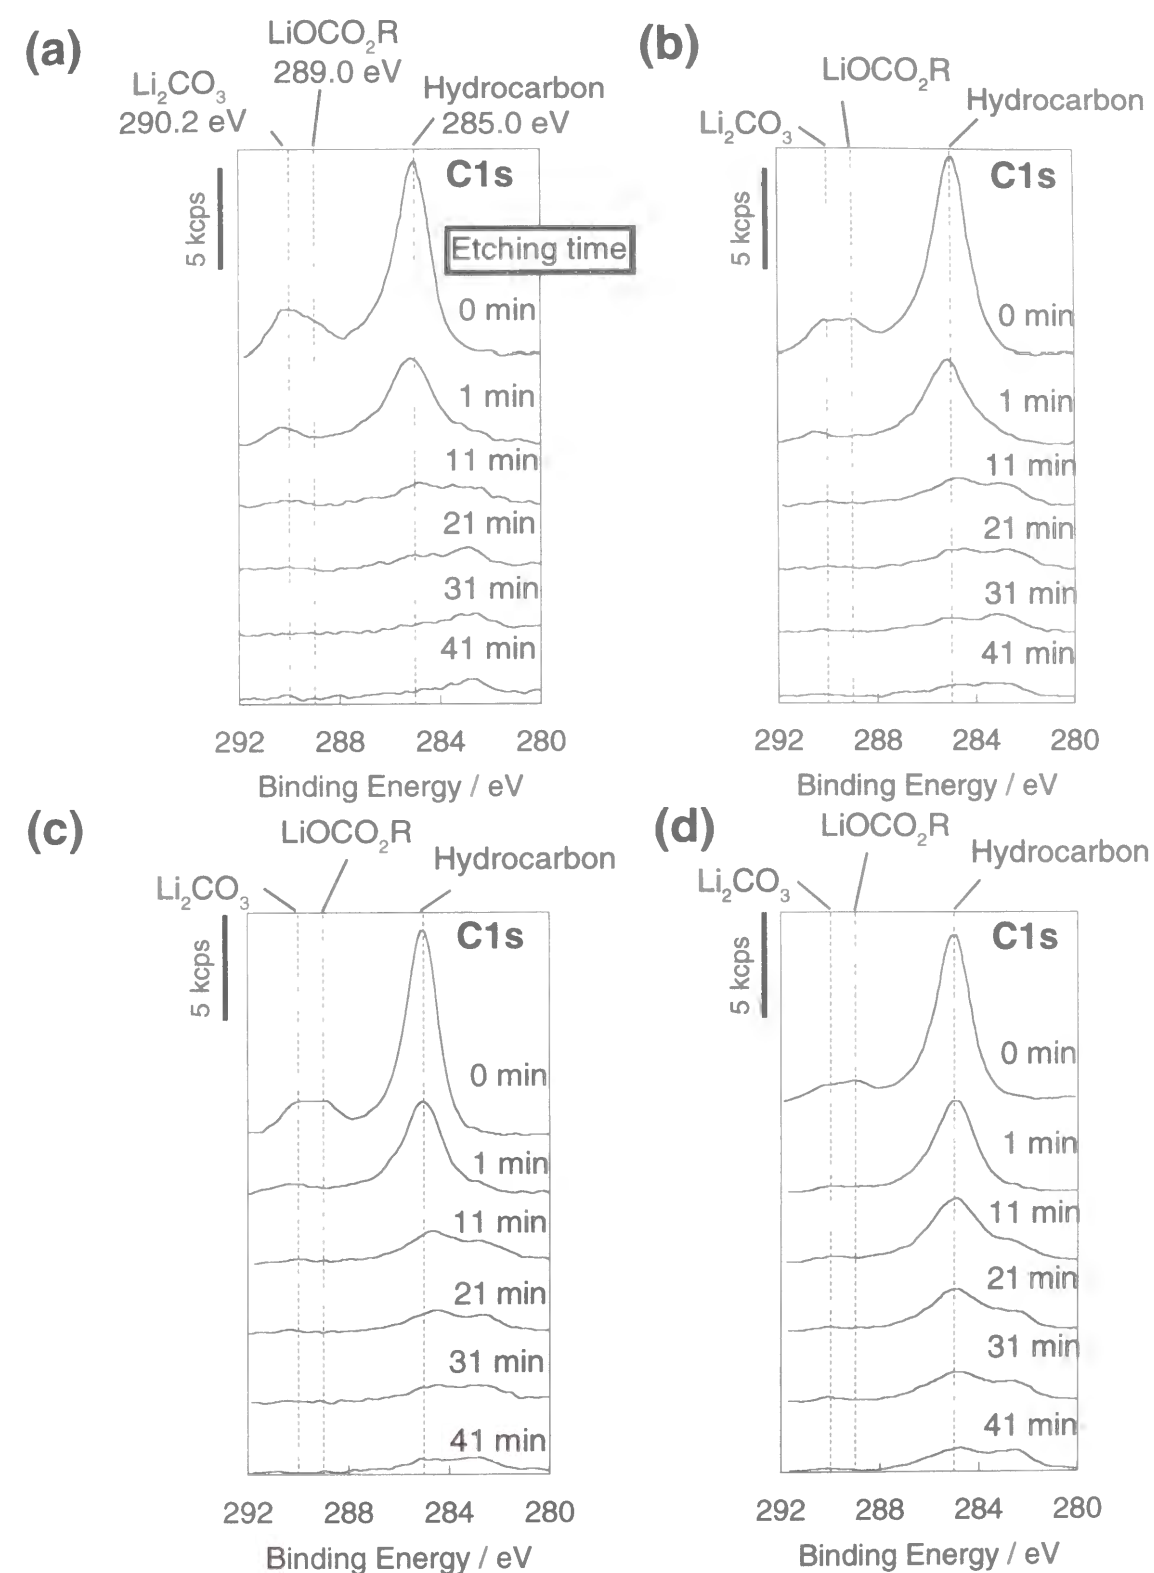 (a)
LiOCO2R
289.0 eV
Li2CO3
290.2 eV
Hydrocarbon
285.0 eV
C1s
5 kcps
Etching time
0 min
1 min
11 min
21 min
31 min
41 min
292 288 284 280
Binding Energy / eV
(b)
LiOCO2R
Hydrocarbon
Li2CO3
C1s
5 kcps
0 min
1 min
11 min
21 min
31 min
41 min
292 288 284 280
Binding Energy / eV
(c)
LiOCO2R
Hydrocarbon
Li2CO3
C1s
5 kcps
0 min
1 min
11 min
21 min
31 min
41 min
292 288 284 280
Binding Energy / eV
(d)
LiOCO2R
Hydrocarbon
Li2CO3
C1s
5 kcps
0 min
1 min
11 min
21 min
31 min
41 min
292 288 284 280
Binding Energy / eV